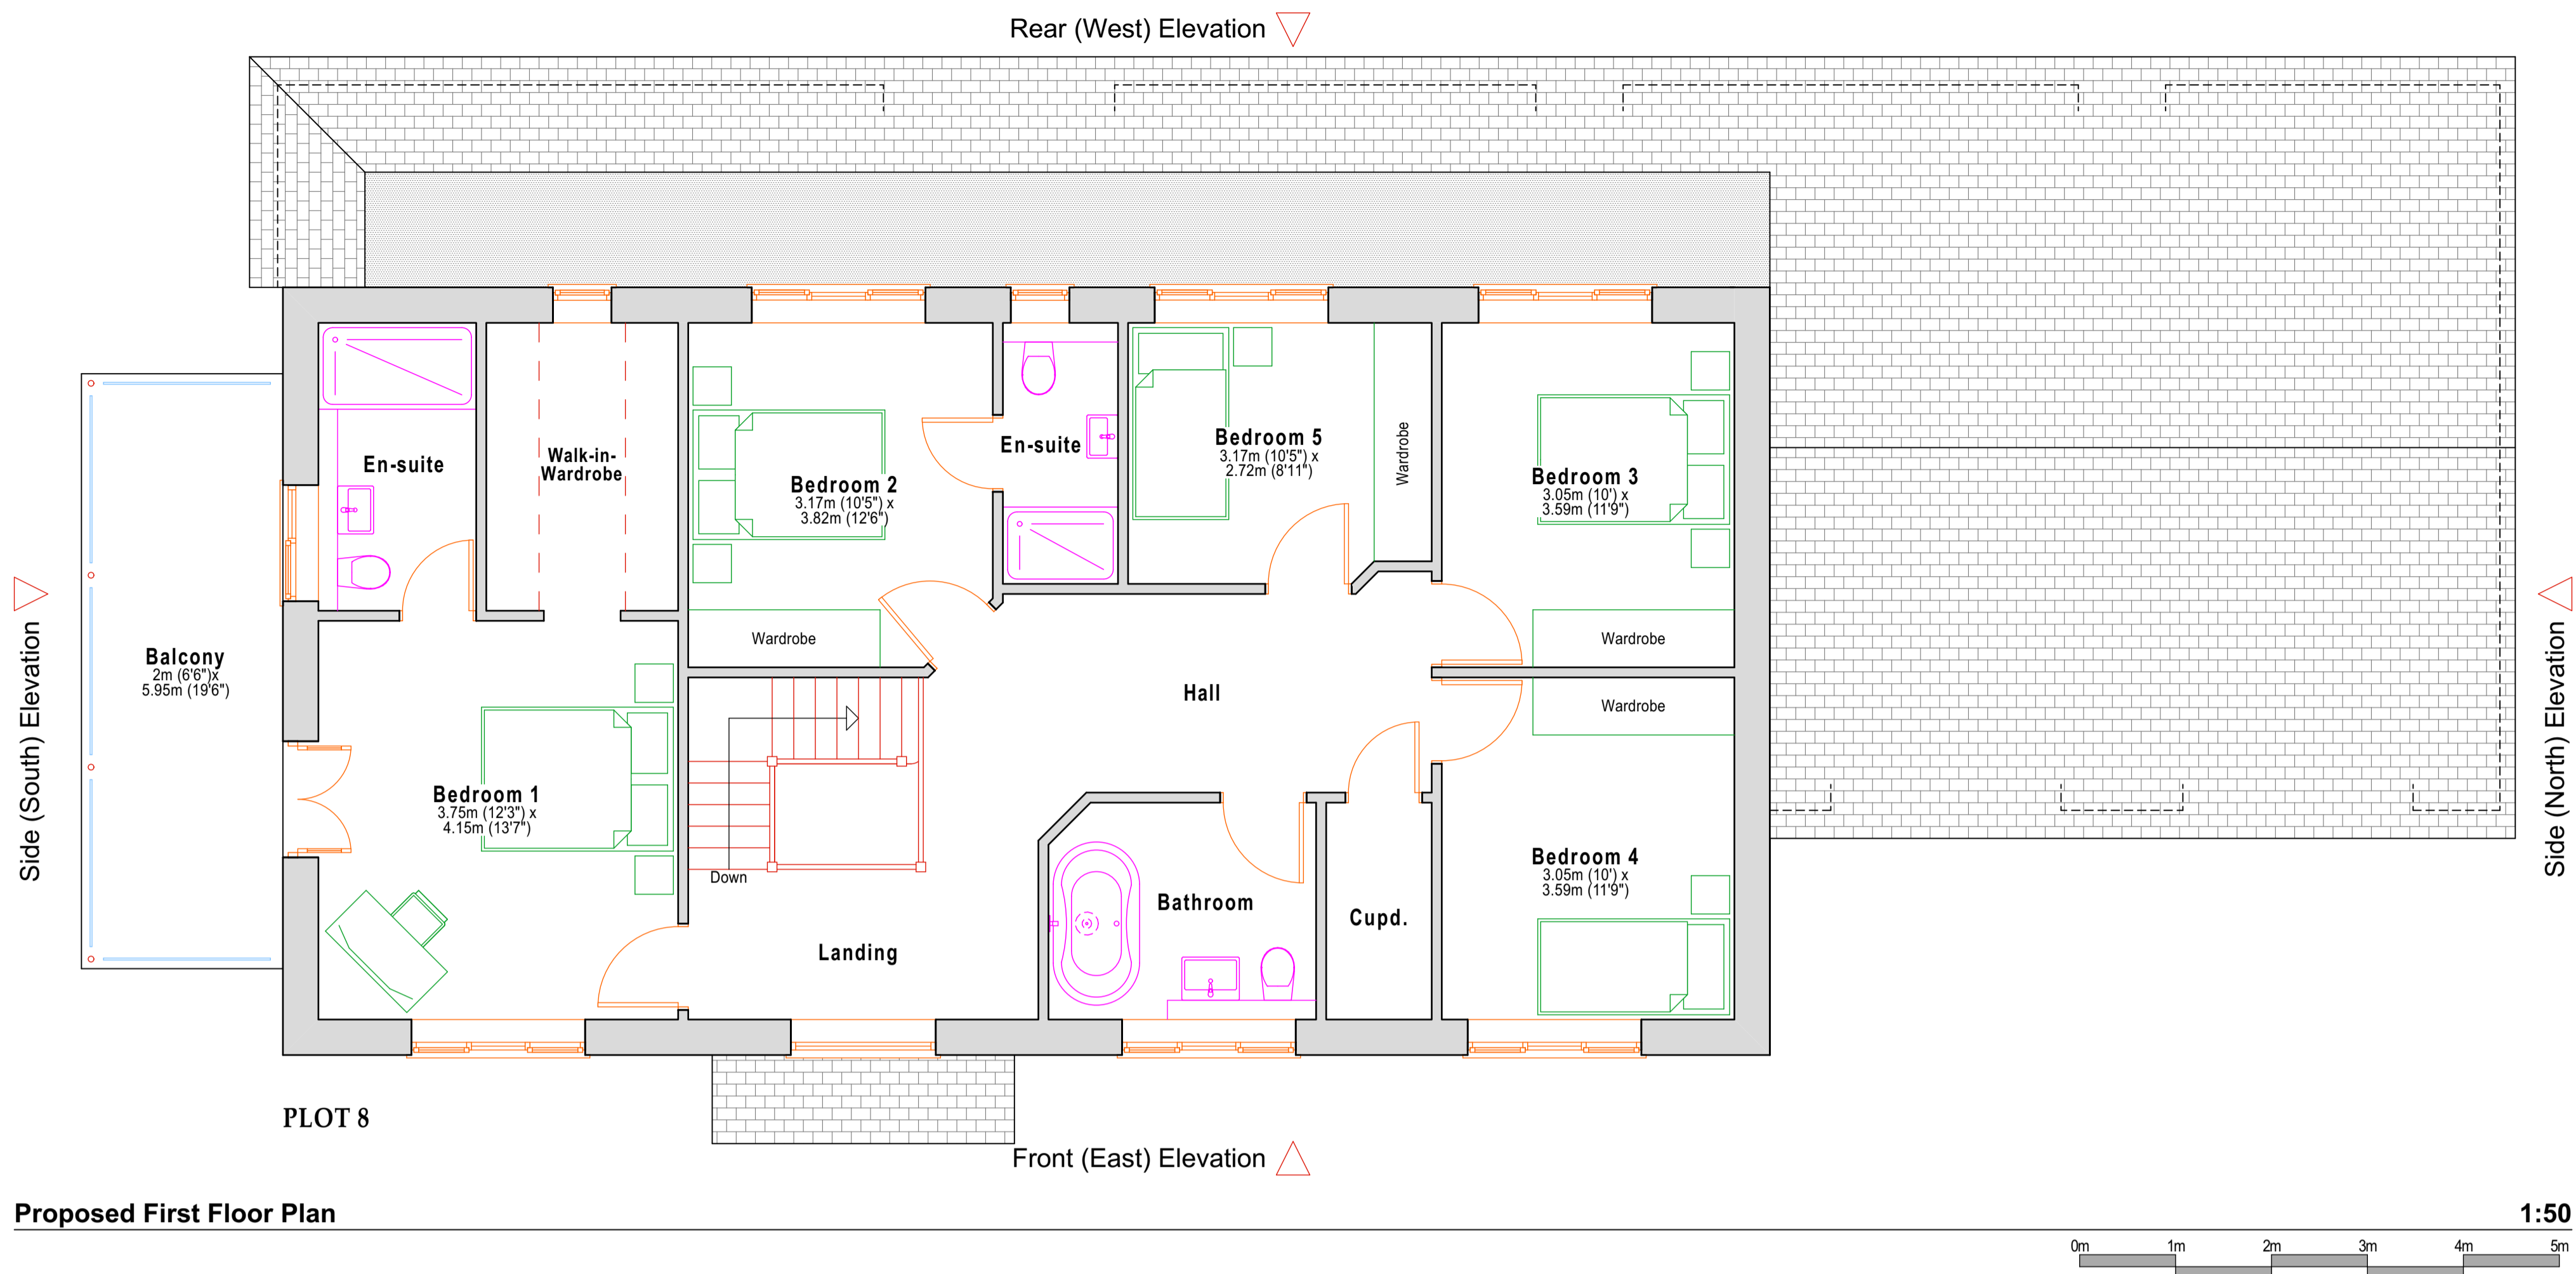 Rear (West) Elevation
Side (South) Elevation
Balcony
2m (6'6")x
5.95m (19'6")
En-suite
Walk-in-
Wardrobe
Bedroom 2
3.17m (10'5") x
3.82m (12'6")
Wardrobe
En-suite
Bedroom 5
3.17m (10'5") x
2.72m (8'11")
Wardrobe
Bedroom 3
3.05m (10') x
3.59m (11'9")
Wardrobe
Hall
Wardrobe
Bedroom 1
3.75m (12'3") x
4.15m (13'7")
Down
Landing
Bathroom
Cupd.
Bedroom 4
3.05m (10') x
3.59m (11'9")
Side (North) Elevation
PLOT 8
Front (East) Elevation
Proposed First Floor Plan
1:50
0m 1m 2m 3m 4m 5m